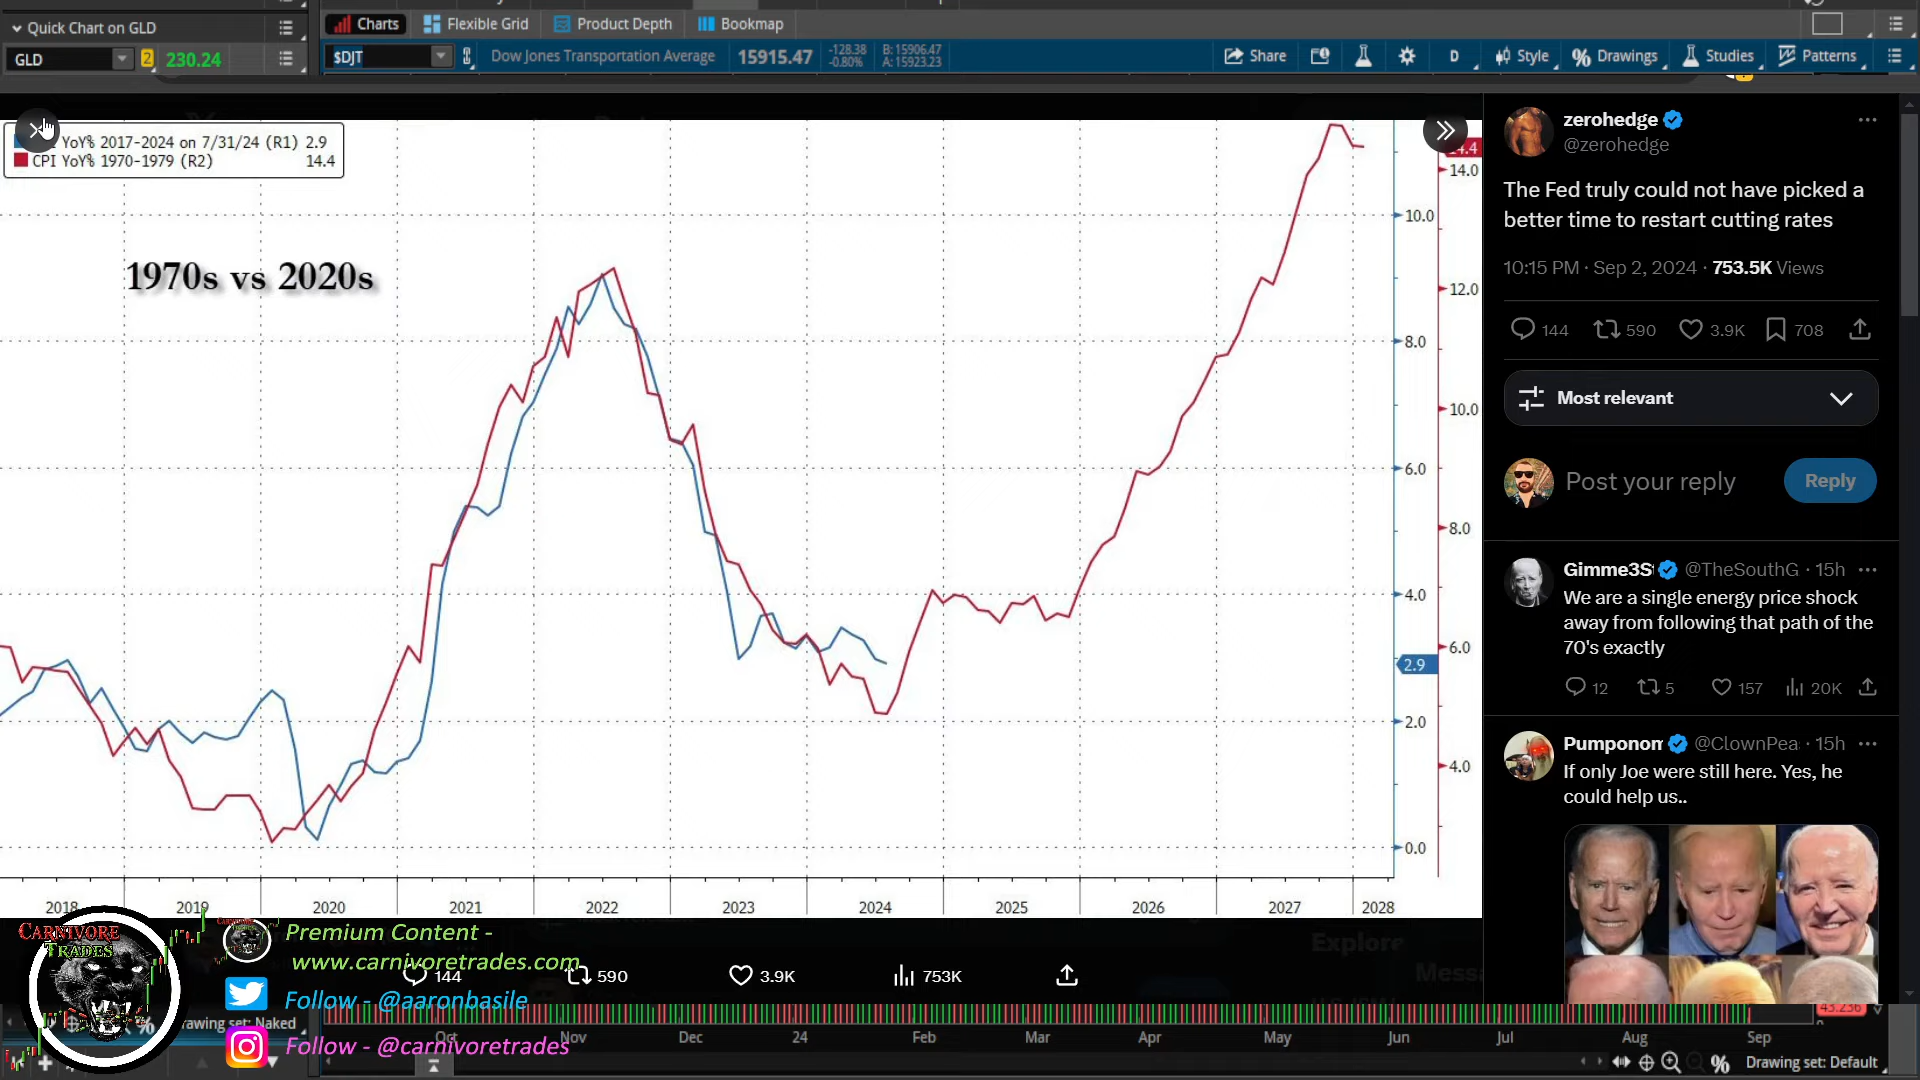 Quick Chart on GLD
GLD
2
230.24
Charts
Flexible Grid
Product Depth
Bookmap
$DJT
Dow Jones Transportation Average
15915.47
-128.38
-0.80%
B: 15906.47
A: 15923.23
Share
D
Style
Drawings
Studies
Patterns
YoY% 2017-2024 on 7/31/24 (R1) 2.9
CPI YoY% 1970-1979 (R2) 14.4
1970s vs 2020s
10.0
8.0
6.0
4.0
2.9
2.0
0.0
14.0
12.0
10.0
8.0
6.0
4.0
2018
2019
2020
2021
2022
2023
2024
2025
2026
2027
2028
zerohedge
@zerohedge
The Fed truly could not have picked a
better time to restart cutting rates
10:15 PM · Sep 2, 2024 · 753.5K Views
144
590
3.9K
708
Most relevant
Post your reply
Reply
Gimme3S @TheSouthG · 15h
We are a single energy price shock
away from following that path of the
70's exactly
12
5
157
20K
Pumponom @ClownPea · 15h
If only Joe were still here. Yes, he
could help us..
Explore
144
590
3.9K
753K
CARNIVORE
TRADES
Premium Content -
www.carnivoretrades.com
Follow - @aaronbasile
Follow - @carnivoretrades
rawing set: Naked
Oct
Nov
Dec
24
Feb
Mar
Apr
May
Jun
Jul
Aug
Sep
43.236
Drawing set: Default